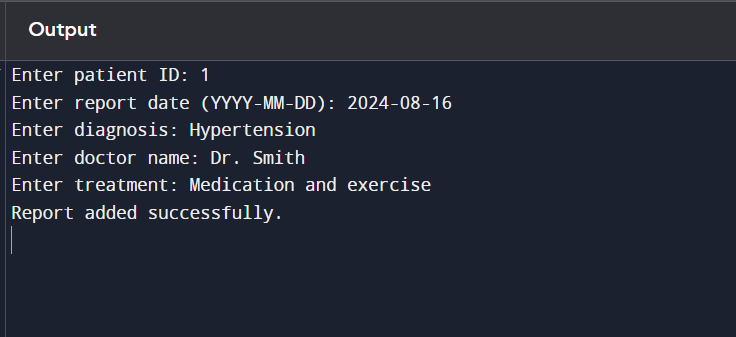 Output
Enter patient ID: 1
Enter report date (YYYY-MM-DD): 2024-08-16
Enter diagnosis: Hypertension
Enter doctor name: Dr. Smith
Enter treatment: Medication and exercise
Report added successfully.